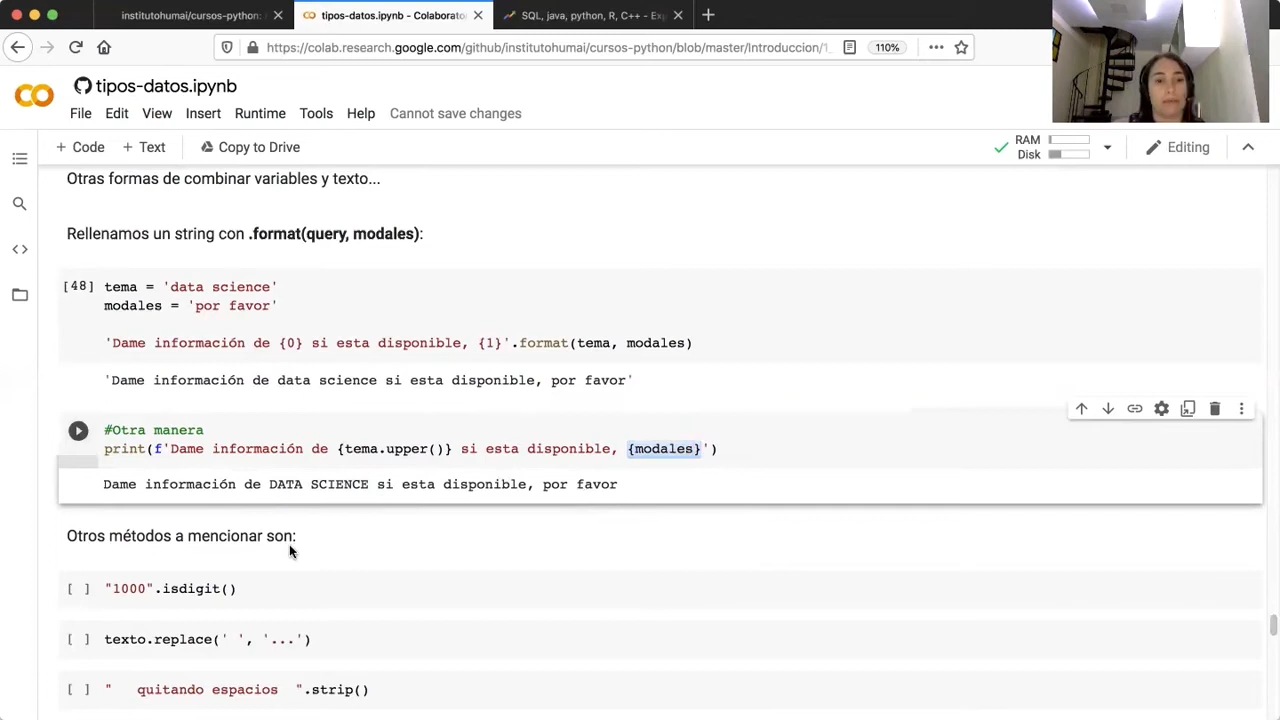 institutohumai/cursos-python:
tipos-datos.ipynb - Colaborato
SQL, java, python, R, C++ - Exp
https://colab.research.google.com/github/institutohumai/cursos-python/blob/master/Introduccion/1_
110%
tipos-datos.ipynb
File Edit View Insert Runtime Tools Help Cannot save changes
+ Code + Text Copy to Drive
RAM
Disk
Editing
Otras formas de combinar variables y texto...
Rellenamos un string con .format(query, modales):
[48] tema = 'data science'
modales = 'por favor'
'Dame información de {0} si esta disponible, {1}'.format(tema, modales)
'Dame información de data science si esta disponible, por favor'
#Otra manera
print(f'Dame información de {tema.upper()} si esta disponible, {modales}')
Dame información de DATA SCIENCE si esta disponible, por favor
Otros métodos a mencionar son:
[ ] "1000".isdigit()
[ ] texto.replace(' ', '...')
[ ] "   quitando espacios  ".strip()